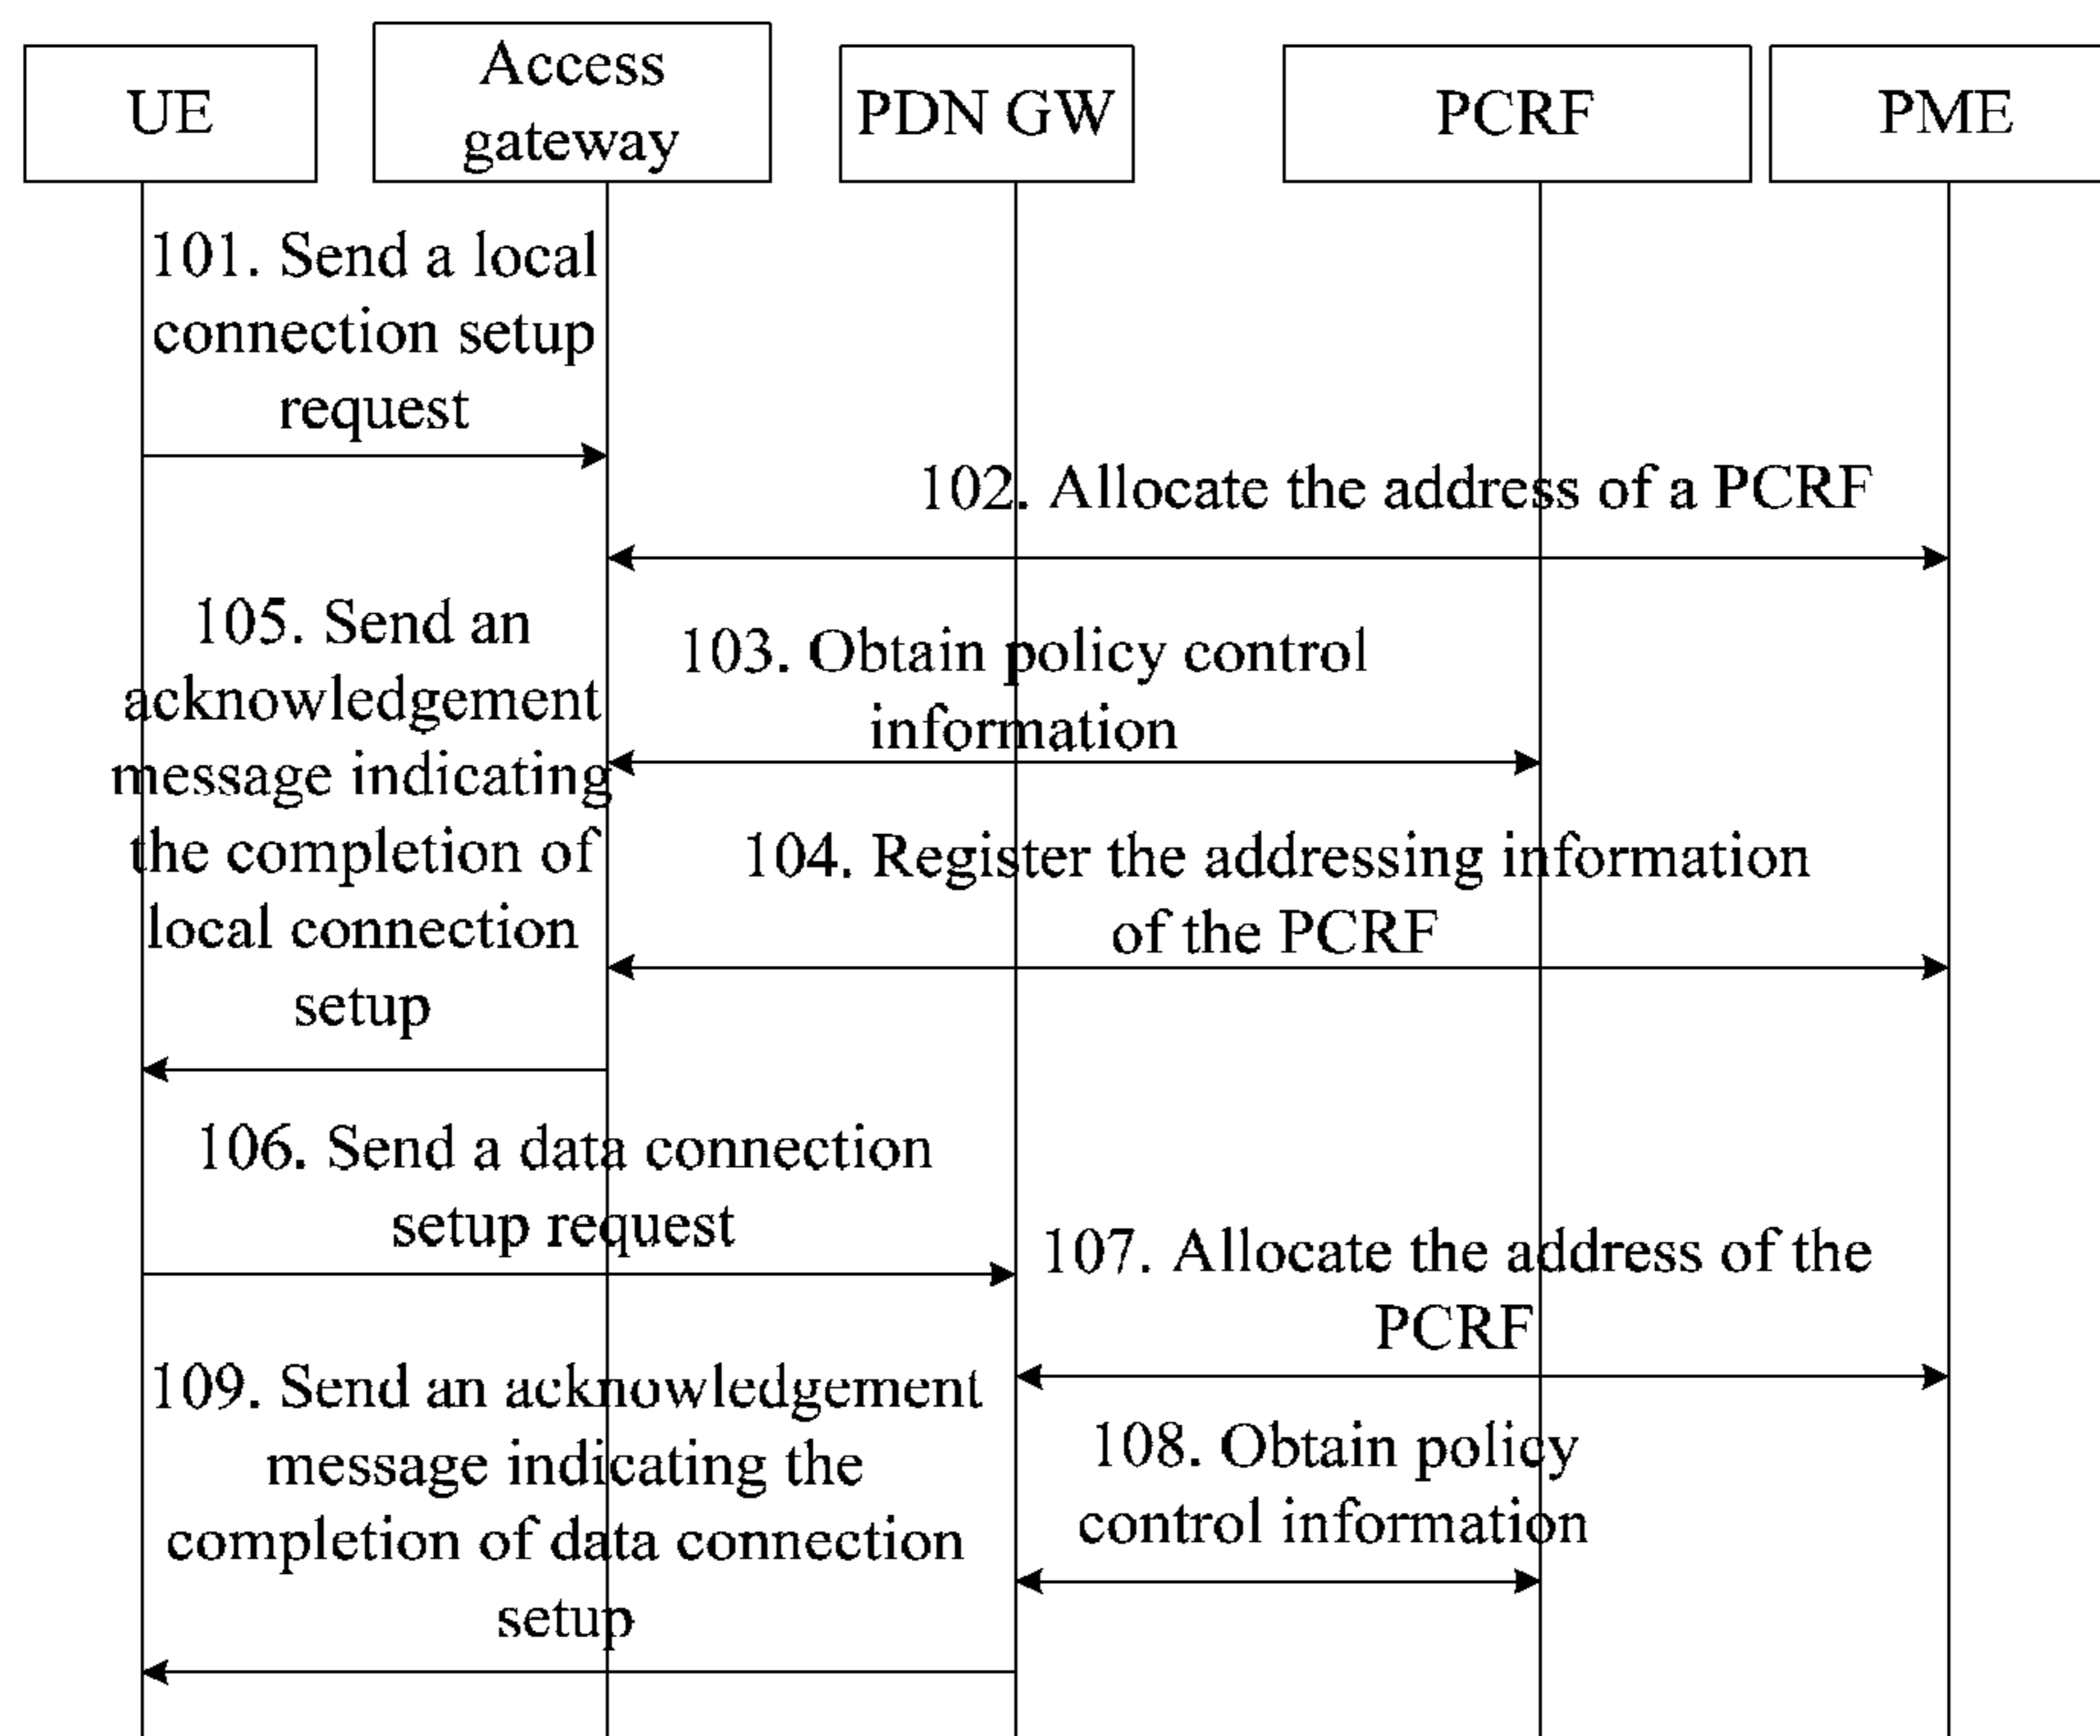 UE
Access
gateway
PDN GW
PCRF
PME
101. Send a local
connection setup
request
102. Allocate the address of a PCRF
103. Obtain policy control
information
104. Register the addressing information
of the PCRF
105. Send an
acknowledgement
message indicating
the completion of
local connection
setup
106. Send a data connection
setup request
107. Allocate the address of the
PCRF
108. Obtain policy
control information
109. Send an acknowledgement
message indicating the
completion of data connection
setup